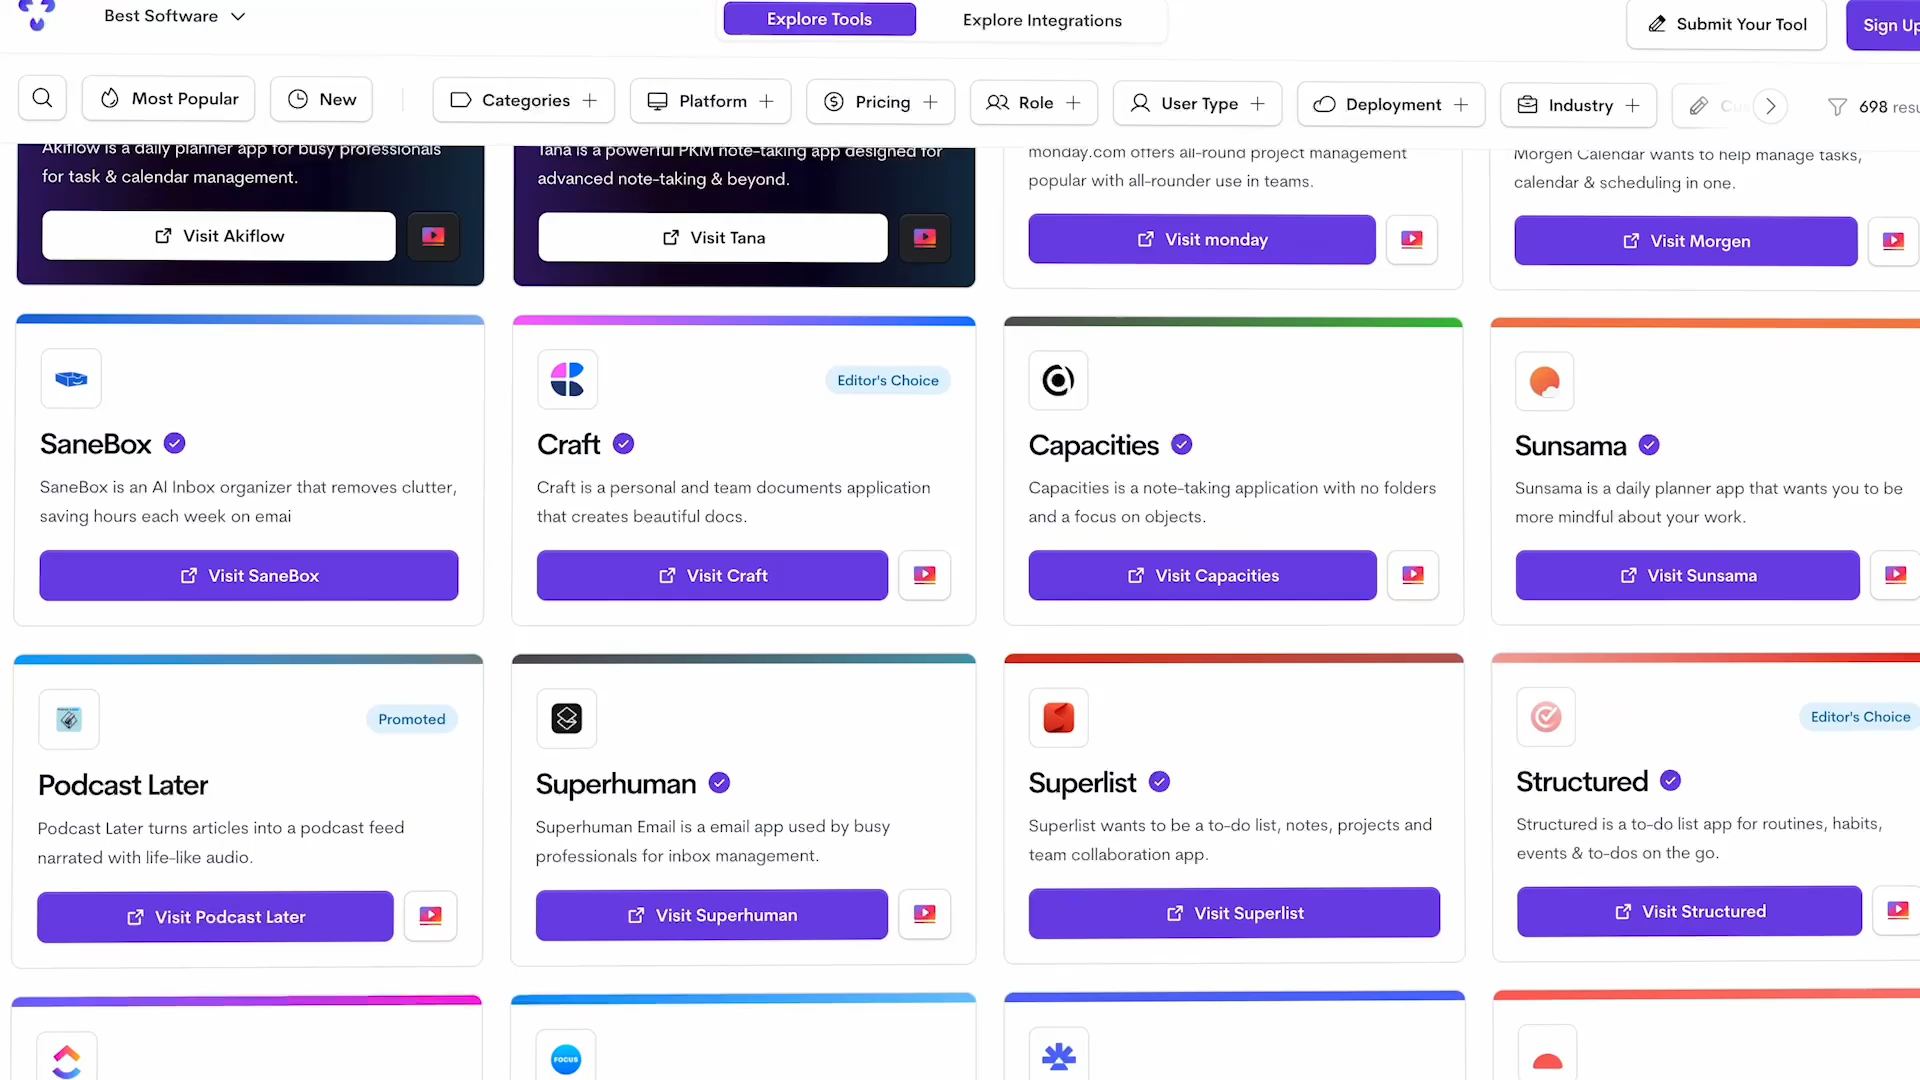 Best Software
Explore Tools
Explore Integrations
Submit Your Tool
Sign Up
Most Popular
New
Categories
Platform
Pricing
Role
User Type
Deployment
Industry
698
Akiflow is a daily planner app for busy professionals
for task & calendar management.
Visit Akiflow
Tana is a powerful PKM note-taking app designed for
advanced note-taking & beyond.
Visit Tana
monday.com offers all-round project management
popular with all-rounder use in teams.
Visit monday
Morgen Calendar wants to help manage tasks,
calendar & scheduling in one.
Visit Morgen
SaneBox
SaneBox is an AI Inbox organizer that removes clutter,
saving hours each week on emai
Visit SaneBox
Editor's Choice
Craft
Craft is a personal and team documents application
that creates beautiful docs.
Visit Craft
Capacities
Capacities is a note-taking application with no folders
and a focus on objects.
Visit Capacities
Sunsama
Sunsama is a daily planner app that wants you to be
more mindful about your work.
Visit Sunsama
Promoted
Podcast Later
Podcast Later turns articles into a podcast feed
narrated with life-like audio.
Visit Podcast Later
Superhuman
Superhuman Email is a email app used by busy
professionals for inbox management.
Visit Superhuman
Superlist
Superlist wants to be a to-do list, notes, projects and
team collaboration app.
Visit Superlist
Editor's Choice
Structured
Structured is a to-do list app for routines, habits,
events & to-dos on the go.
Visit Structured
FOCUS